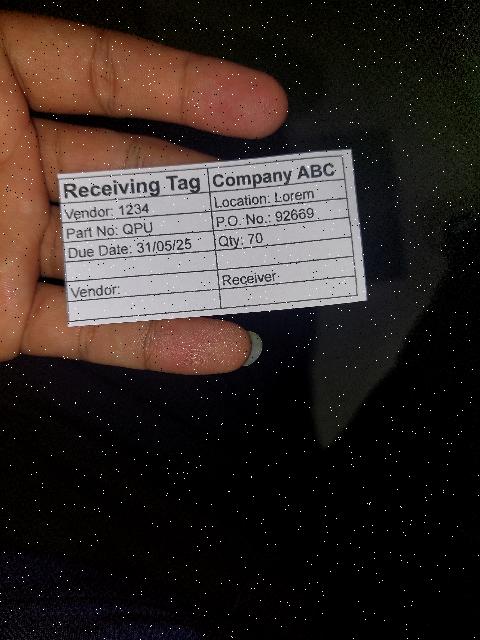 Receiving Tag Company ABC
Vendor: 1234 Location: Lorem
Part No: QPU P.O. No.: 92669
Due Date: 31/05/25 Qty: 70
Vendor: Receiver